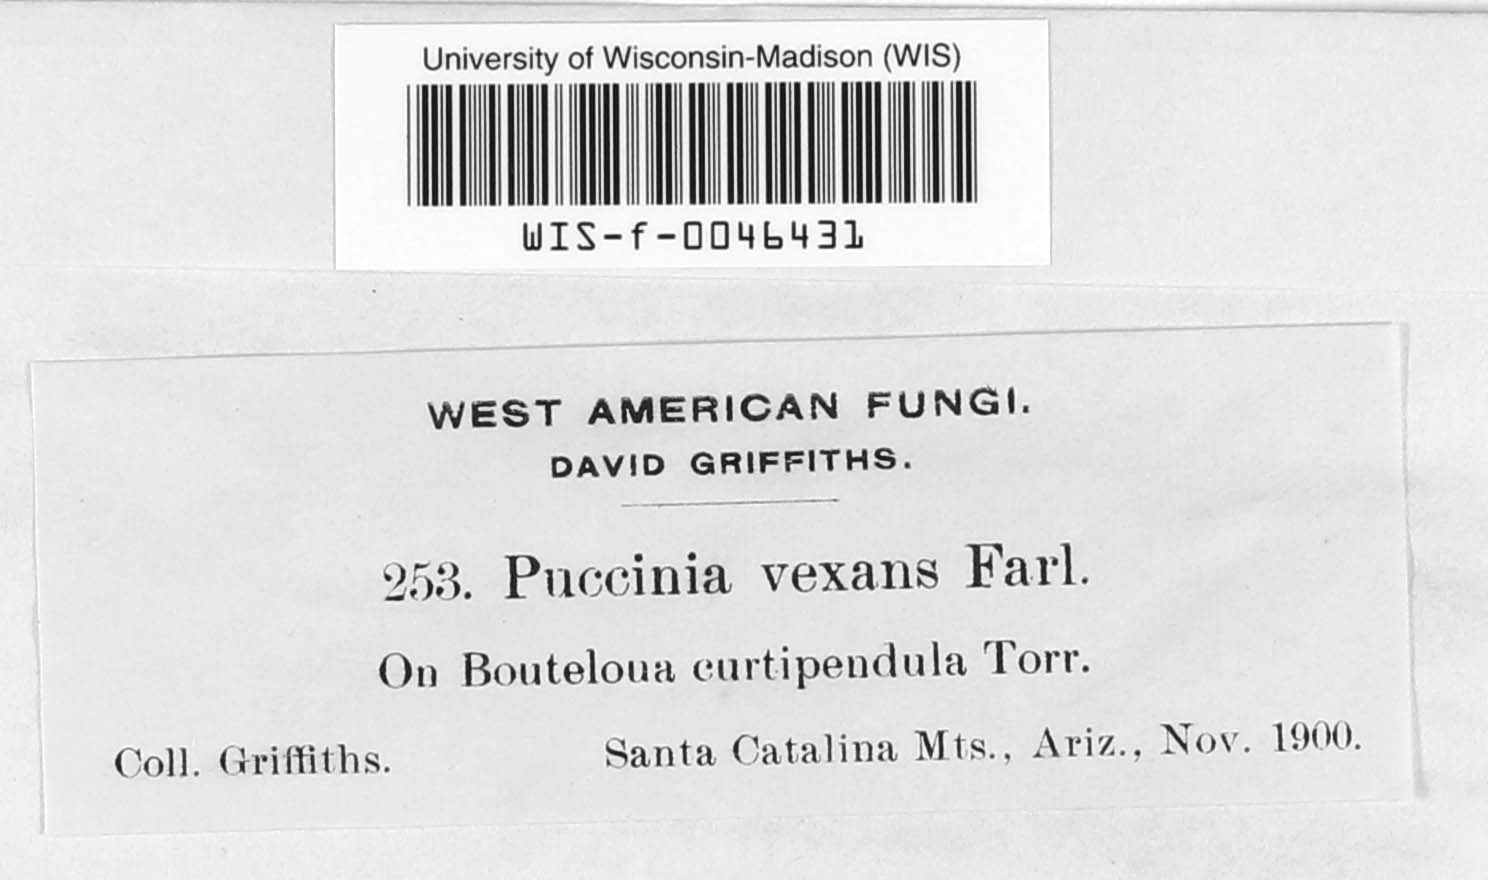 University of Wisconsin-Madison (WIS)
WIS-f-0046431
WEST AMERICAN FUNGI.
DAVID GRIFFITHS.
253. Puccinia vexans Farl.
On Bouteloua curtipendula Torr.
Coll. Griffiths. Santa Catalina Mts., Ariz., Nov. 1900.